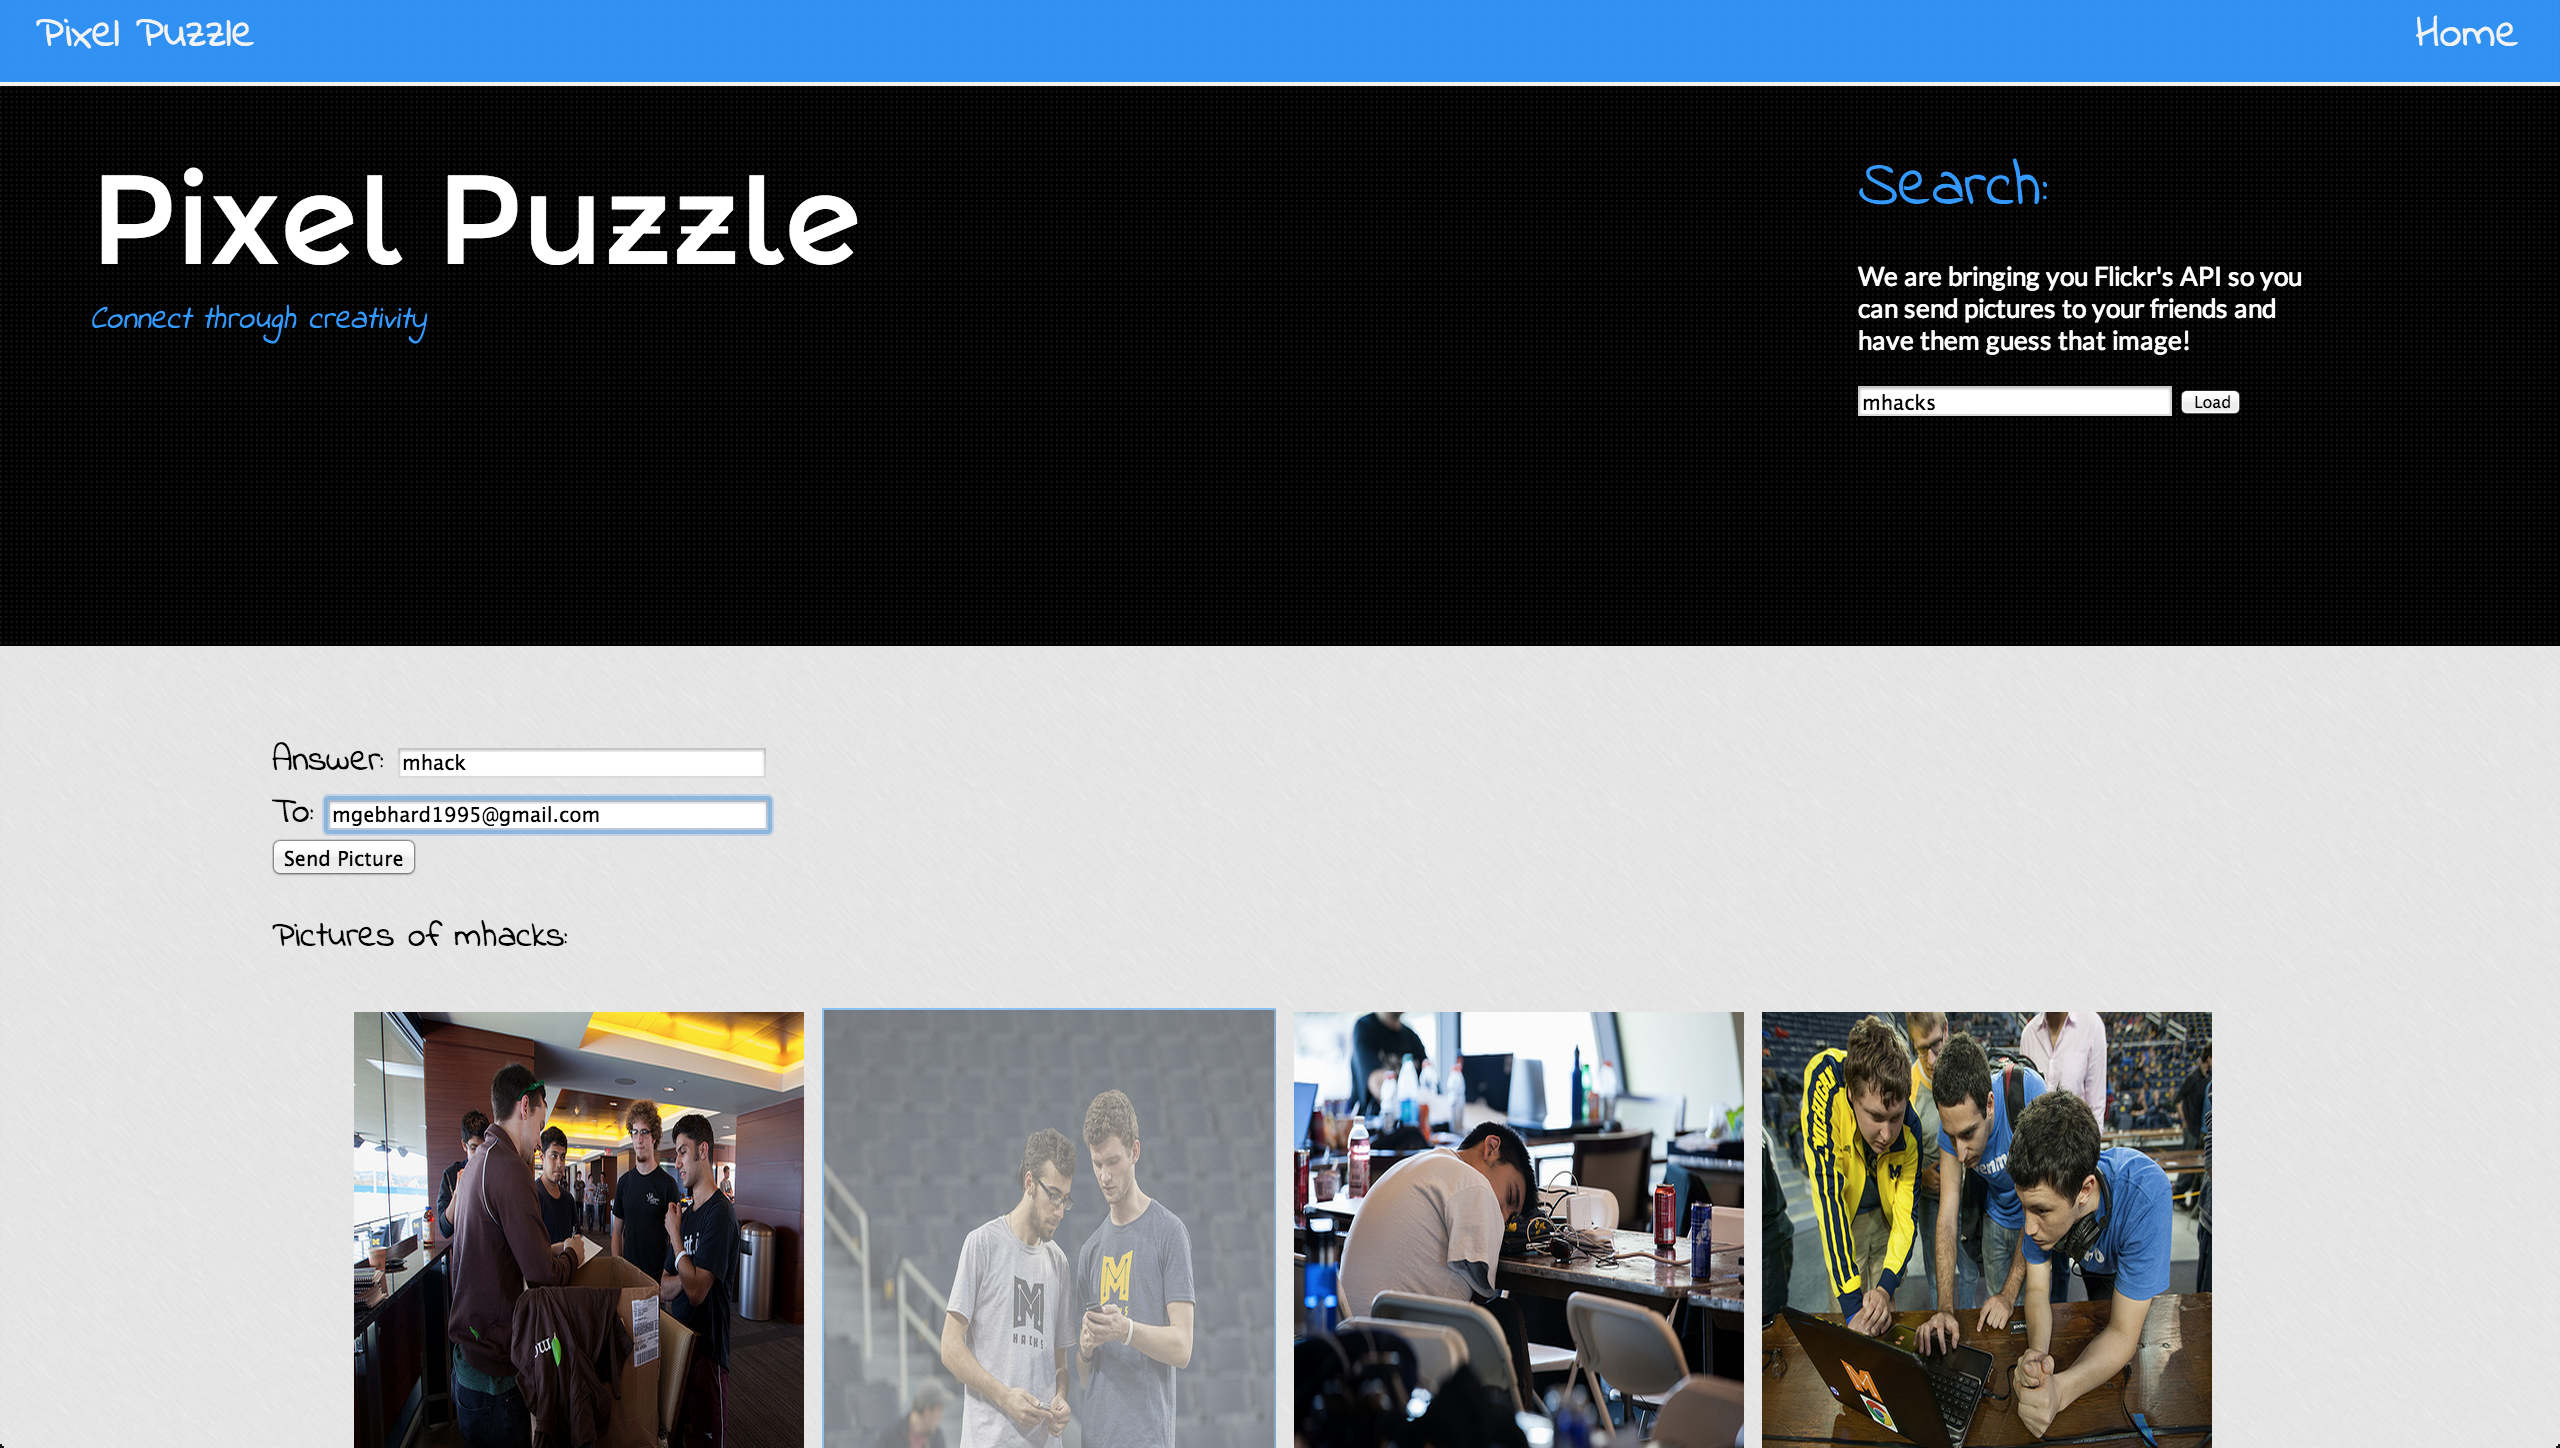 Pixel Puzzle
Home
Pixel Puzzle
Connect through creativity
Search:
We are bringing you Flickr's API so you
can send pictures to your friends and
have them guess that image!
mhacks
Load
Answer: mhack
To: mgebhard1995@gmail.com
Send Picture
Pictures of mhacks:
M
HACKS
M
MICHIGAN
M